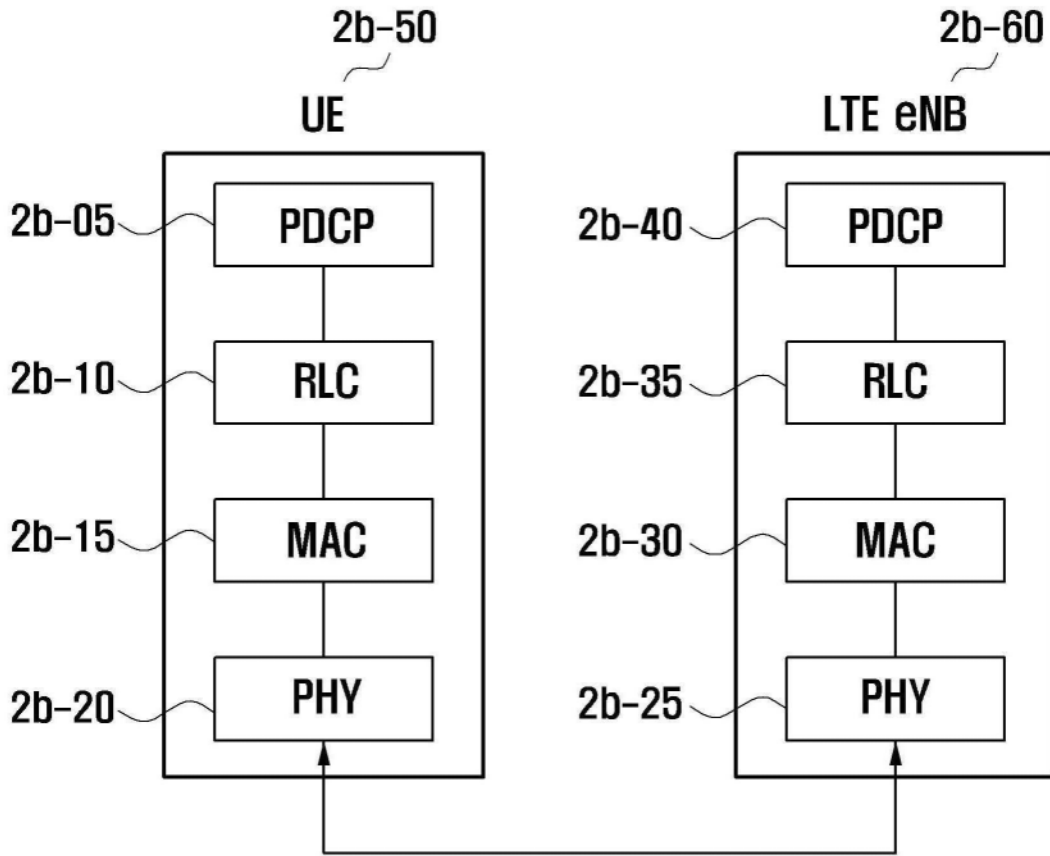 2b-50 2b-60
UE LTE eNB
2b-05 PDCP 2b-40 PDCP
2b-10 RLC 2b-35 RLC
2b-15 MAC 2b-30 MAC
2b-20 PHY 2b-25 PHY